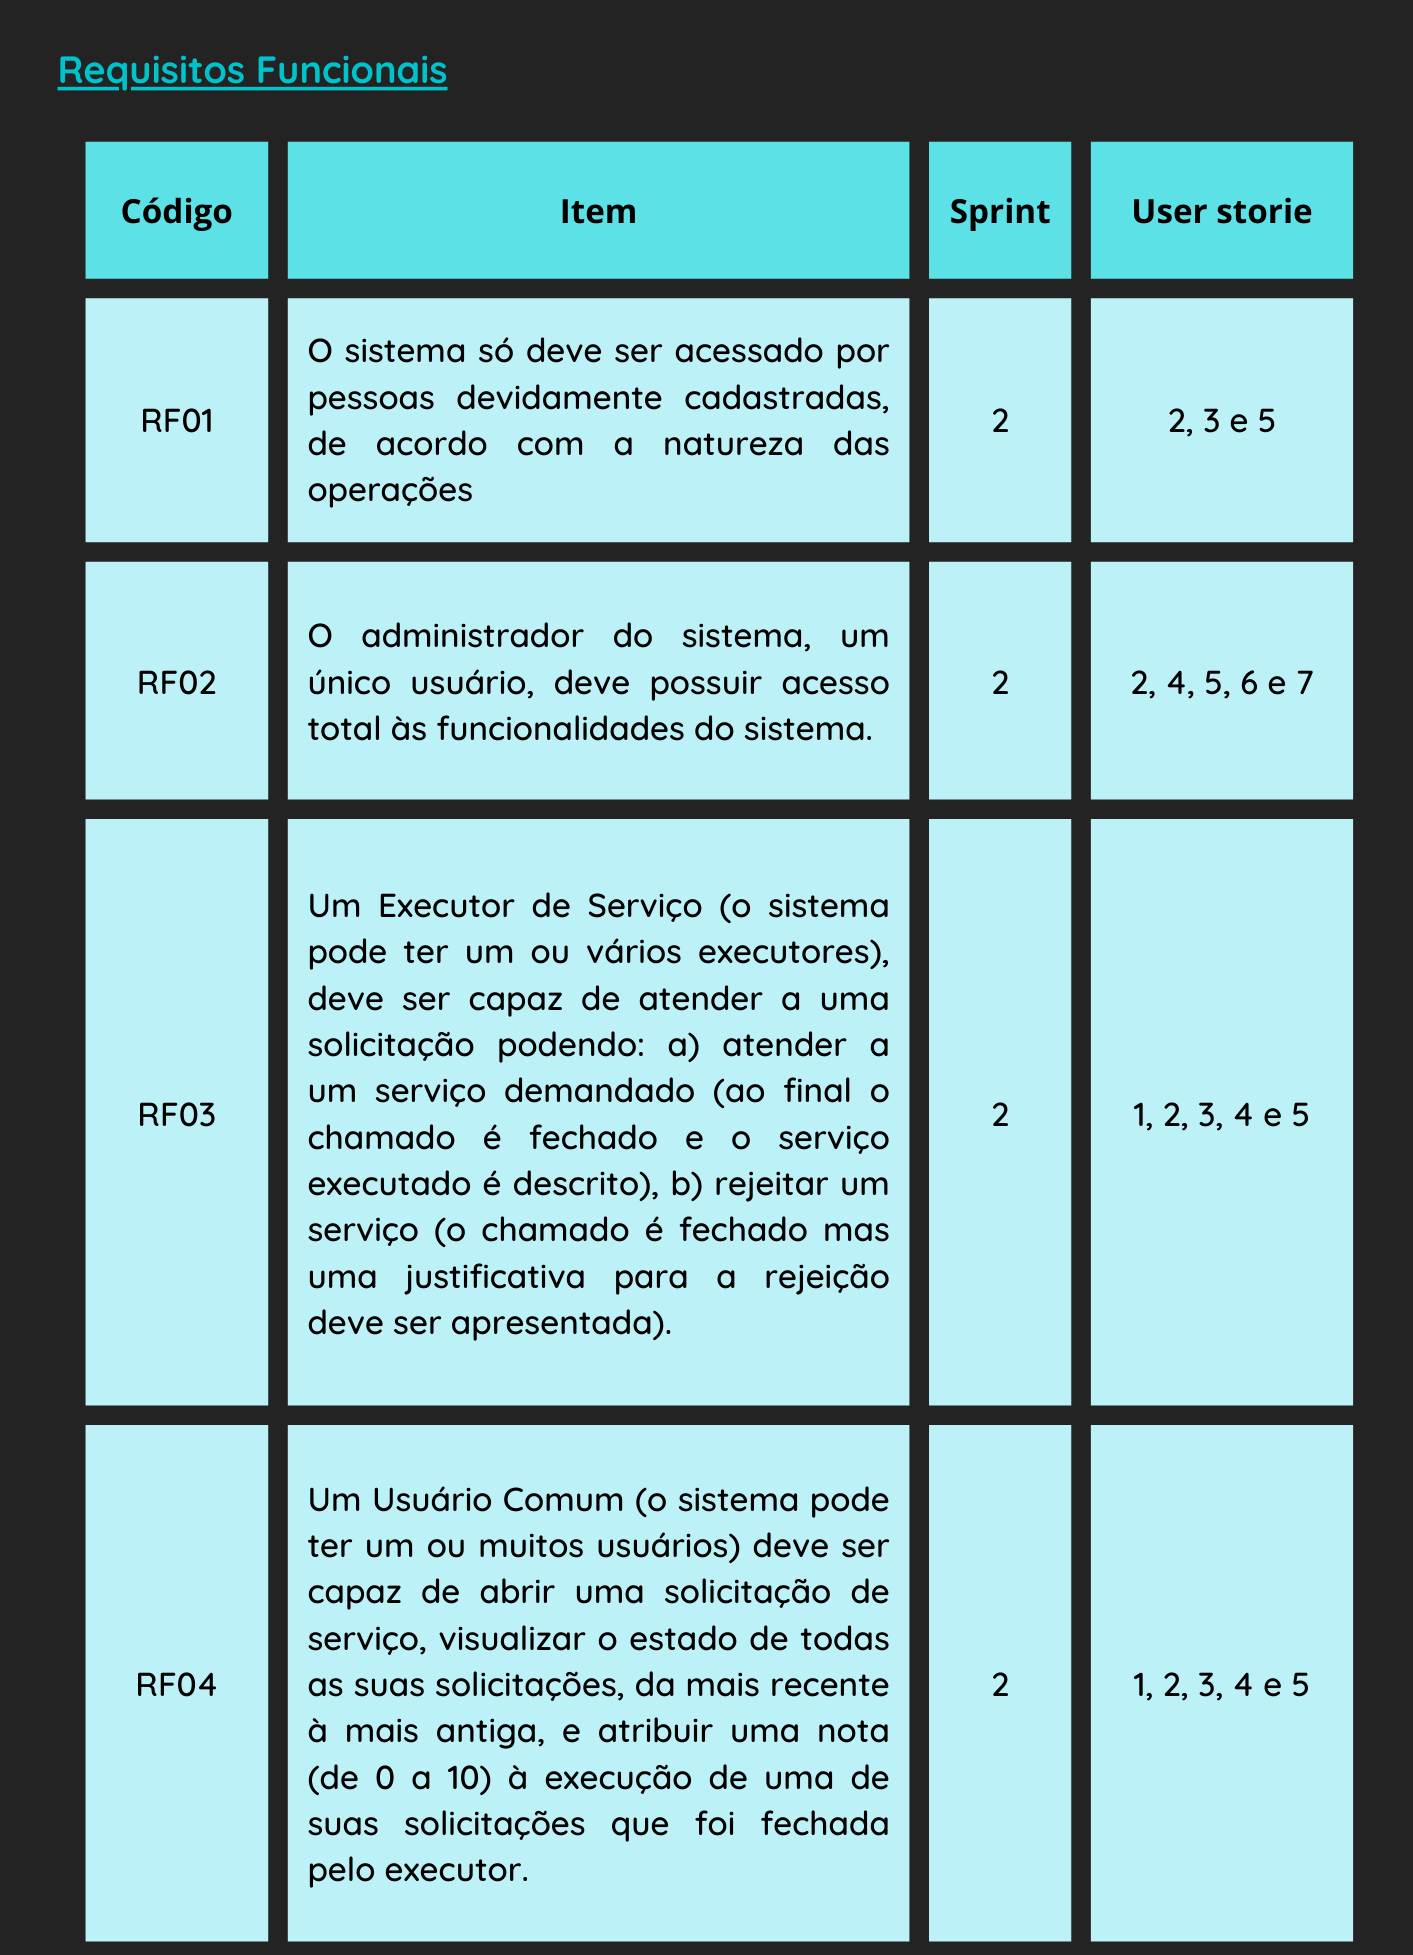 Requisitos Funcionais
Código
Item
Sprint
User storie
RF01
O sistema só deve ser acessado por
pessoas devidamente cadastradas,
de acordo com a natureza das
operações
2
2, 3 e 5
RF02
O administrador do sistema, um
único usuário, deve possuir acesso
total às funcionalidades do sistema.
2
2, 4, 5, 6 e 7
RF03
Um Executor de Serviço (o sistema
pode ter um ou vários executores),
deve ser capaz de atender a uma
solicitação podendo: a) atender a
um serviço demandado (ao final o
chamado é fechado e o serviço
executado é descrito), b) rejeitar um
serviço (o chamado é fechado mas
uma justificativa para a rejeição
deve ser apresentada).
2
1, 2, 3, 4 e 5
RF04
Um Usuário Comum (o sistema pode
ter um ou muitos usuários) deve ser
capaz de abrir uma solicitação de
serviço, visualizar o estado de todas
as suas solicitações, da mais recente
à mais antiga, e atribuir uma nota
(de 0 a 10) à execução de uma de
suas solicitações que foi fechada
pelo executor.
2
1, 2, 3, 4 e 5